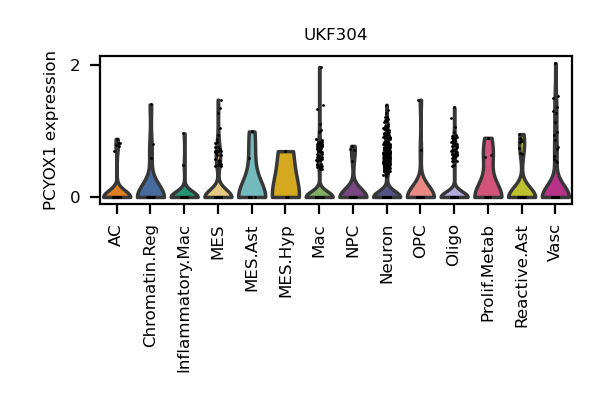 UKF304
PCYOX1 expression
2
0
AC
Chromatin.Reg
Inflammatory.Mac
MES
MES.Ast
MES.Hyp
Mac
NPC
Neuron
OPC
Oligo
Prolif.Metab
Reactive.Ast
Vasc